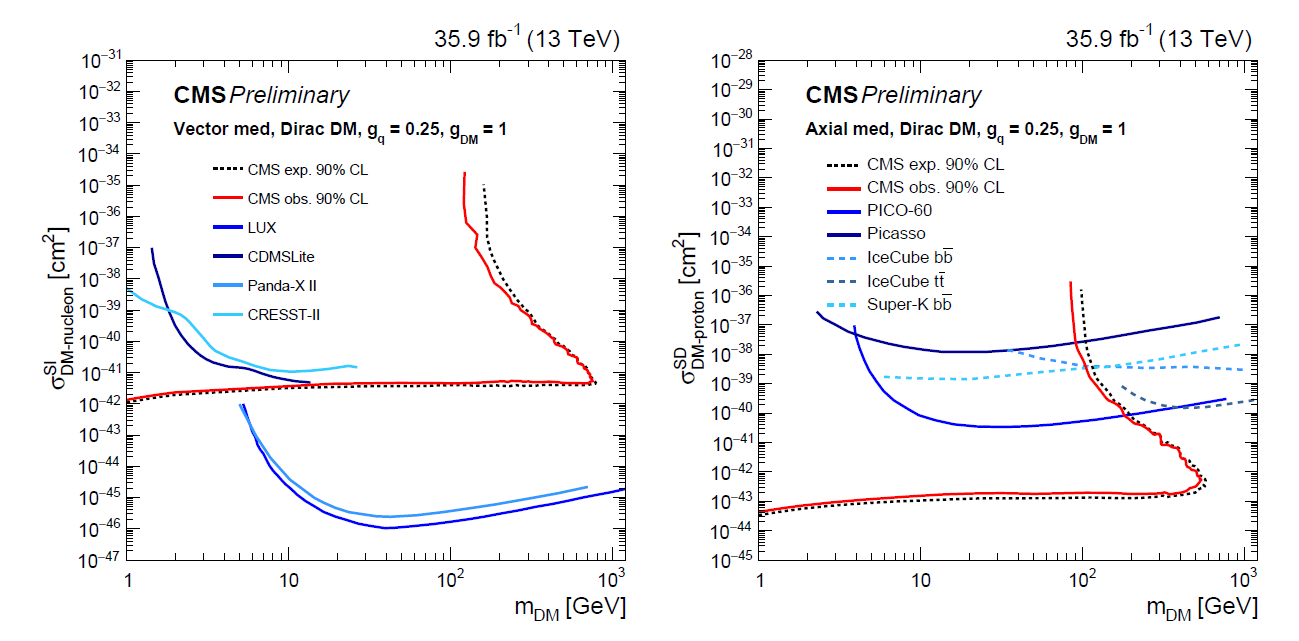 35.9 fb⁻¹ (13 TeV)
CMS Preliminary
Vector med, Dirac DM, g_q = 0.25, g_DM = 1
CMS exp. 90% CL
CMS obs. 90% CL
LUX
CDMSLite
Panda-X II
CRESST-II
10⁻³¹
10⁻³²
10⁻³³
10⁻³⁴
10⁻³⁵
10⁻³⁶
10⁻³⁷
10⁻³⁸
10⁻³⁹
10⁻⁴⁰
10⁻⁴¹
10⁻⁴²
10⁻⁴³
10⁻⁴⁴
10⁻⁴⁵
10⁻⁴⁶
10⁻⁴⁷
σ^SI_DM-nucleon [cm²]
1 10 10² 10³
m_DM [GeV]
35.9 fb⁻¹ (13 TeV)
CMS Preliminary
Axial med, Dirac DM, g_q = 0.25, g_DM = 1
CMS exp. 90% CL
CMS obs. 90% CL
PICO-60
Picasso
IceCube bb̅
IceCube tt̅
Super-K bb̅
10⁻²⁸
10⁻²⁹
10⁻³⁰
10⁻³¹
10⁻³²
10⁻³³
10⁻³⁴
10⁻³⁵
10⁻³⁶
10⁻³⁷
10⁻³⁸
10⁻³⁹
10⁻⁴⁰
10⁻⁴¹
10⁻⁴²
10⁻⁴³
10⁻⁴⁴
10⁻⁴⁵
σ^SD_DM-proton [cm²]
1 10 10² 10³
m_DM [GeV]